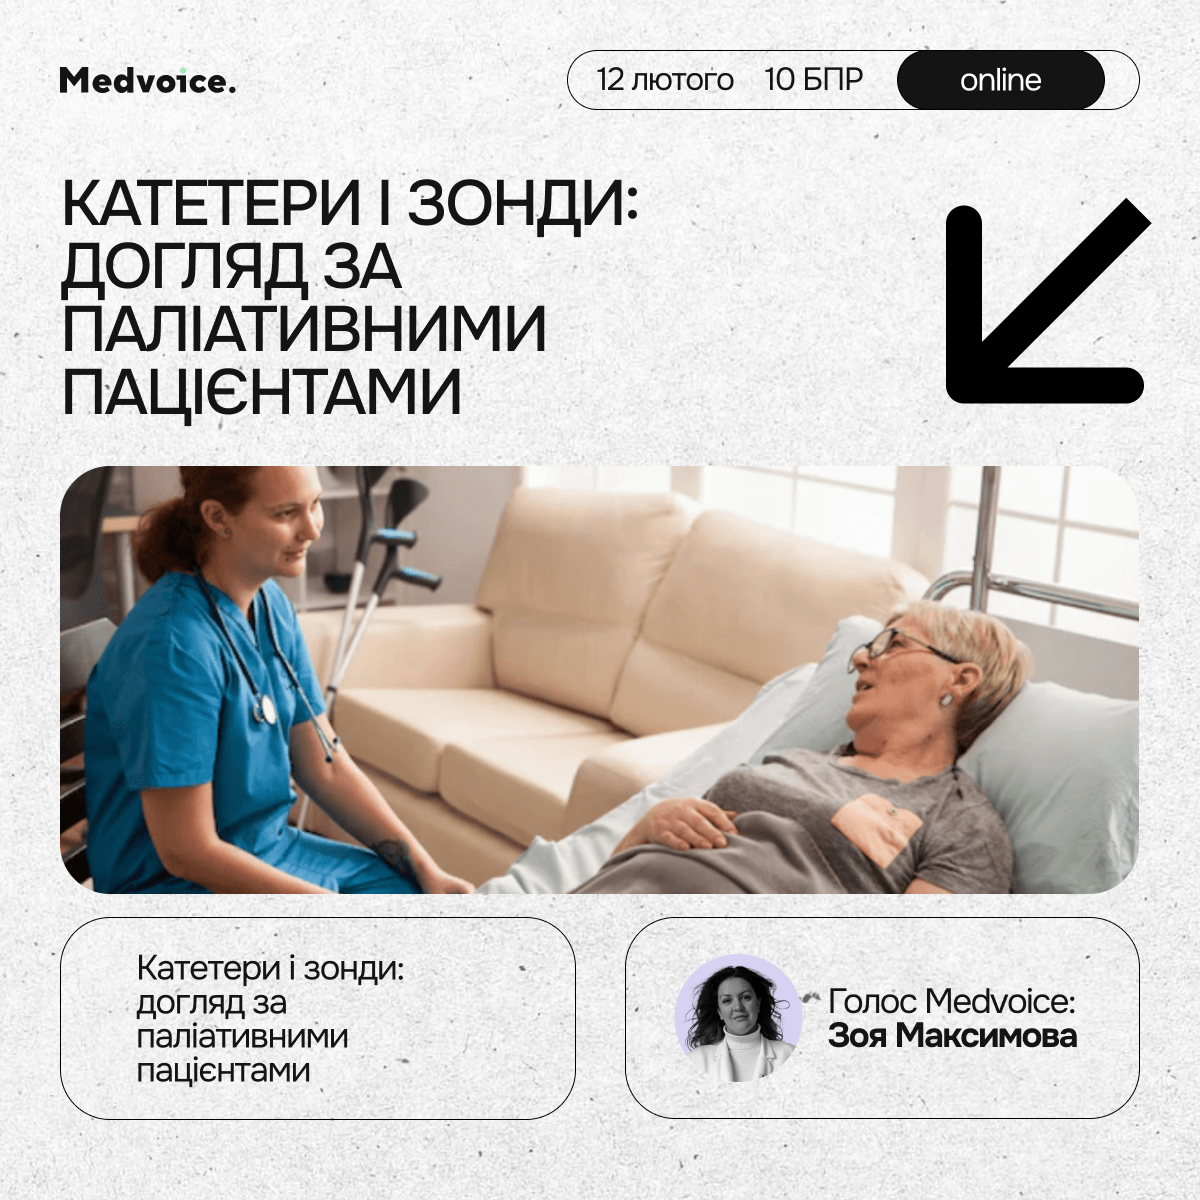 Medvoice.
12 лютого 10 БПР online
КАТЕТЕРИ І ЗОНДИ:
ДОГЛЯД ЗА
ПАЛІАТИВНИМИ
ПАЦІЄНТАМИ
Катетери і зонди:
догляд за
паліативними
пацієнтами
Голос Medvoice:
Зоя Максимова